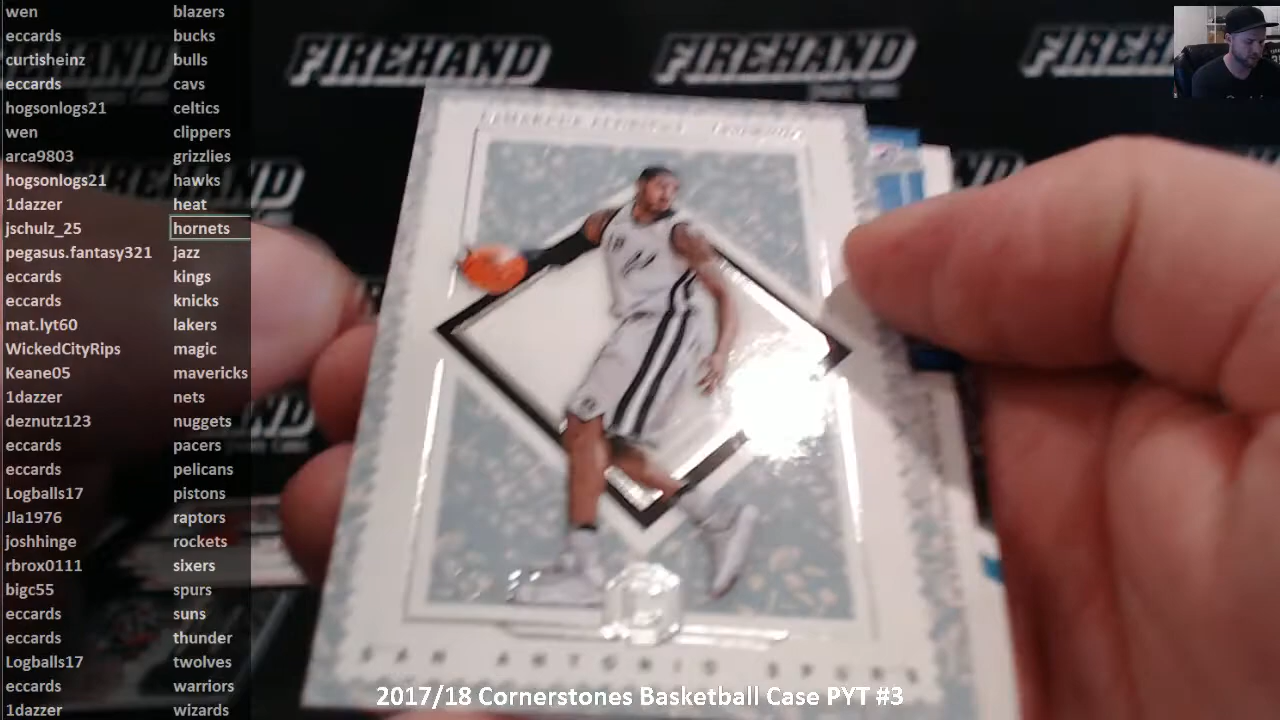 wen blazers
eccards bucks
curtisheinz bulls
eccards cavs
hogsonlogs21 celtics
wen clippers
arca9803 grizzlies
hogsonlogs21 hawks
1dazzer heat
jschulz_25 hornets
pegasus.fantasy321 jazz
eccards kings
eccards knicks
mat.lyt60 lakers
WickedCityRips magic
Keane05 mavericks
1dazzer nets
deznutz123 nuggets
eccards pacers
eccards pelicans
Logballs17 pistons
Jla1976 raptors
joshhinge rockets
rbrox0111 sixers
bigc55 spurs
eccards suns
eccards thunder
Logballs17 twolves
eccards warriors
1dazzer wizards
FIREHAND FIREHAND FIREH
FIREHAND
SAN ANTONIO SPURS
2017/18 Cornerstones Basketball Case PYT #3